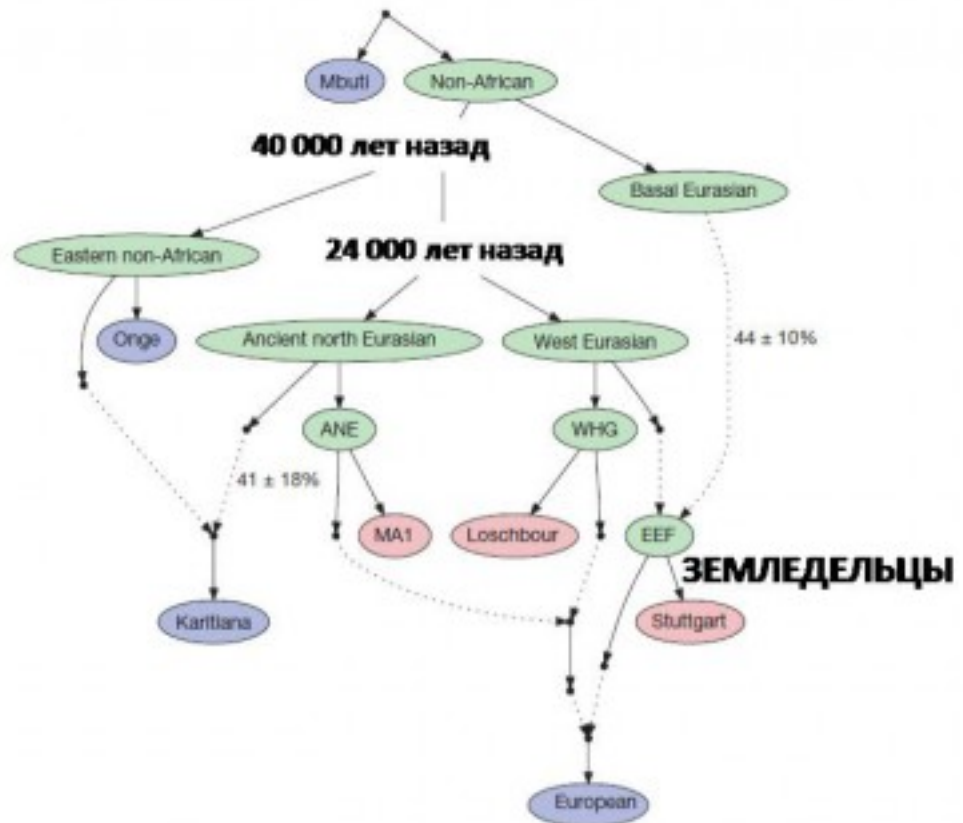 Mbuti
Non-African
40 000 лет назад
Basal Eurasian
Eastern non-African
24 000 лет назад
Onge
Ancient north Eurasian
West Eurasian
44 ± 10%
ANE
WHG
41 ± 18%
MA1
Loschbour
EEF
ЗЕМЛЕДЕЛЬЦЫ
Karitiana
Stuttgart
European